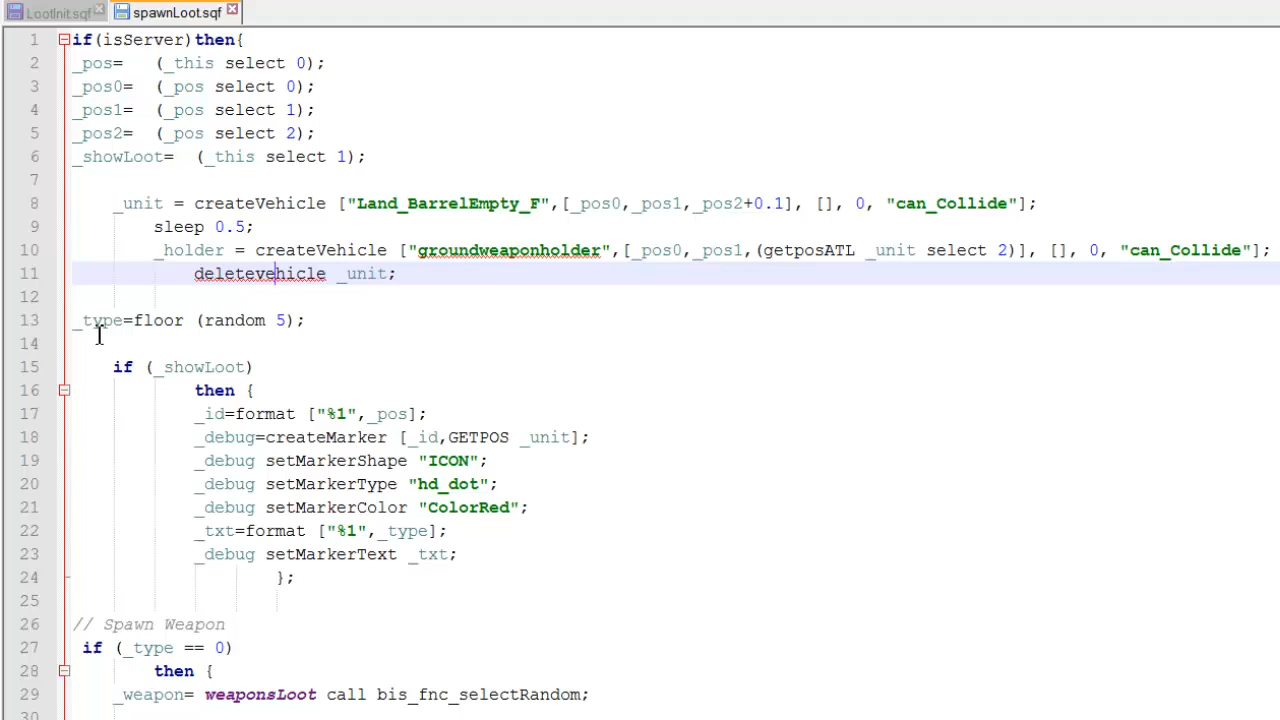 LootInit.sqf spawnLoot.sqf
1 if(isServer)then{
2 _pos= (_this select 0);
3 _pos0= (_pos select 0);
4 _pos1= (_pos select 1);
5 _pos2= (_pos select 2);
6 _showLoot= (_this select 1);
7
8 _unit = createVehicle ["Land_BarrelEmpty_F",[_pos0,_pos1,_pos2+0.1], [], 0, "can_Collide"];
9 sleep 0.5;
10 _holder = createVehicle ["groundweaponholder",[_pos0,_pos1,(getposATL _unit select 2)], [], 0, "can_Collide"];
11 deletevehicle _unit;
12
13 _type=floor (random 5);
14
15 if (_showLoot)
16 then {
17 _id=format ["%1",_pos];
18 _debug=createMarker [_id,GETPOS _unit];
19 _debug setMarkerShape "ICON";
20 _debug setMarkerType "hd_dot";
21 _debug setMarkerColor "ColorRed";
22 _txt=format ["%1",_type];
23 _debug setMarkerText _txt;
24 };
25
26 // Spawn Weapon
27 if (_type == 0)
28 then {
29 _weapon= weaponsLoot call bis_fnc_selectRandom;
30